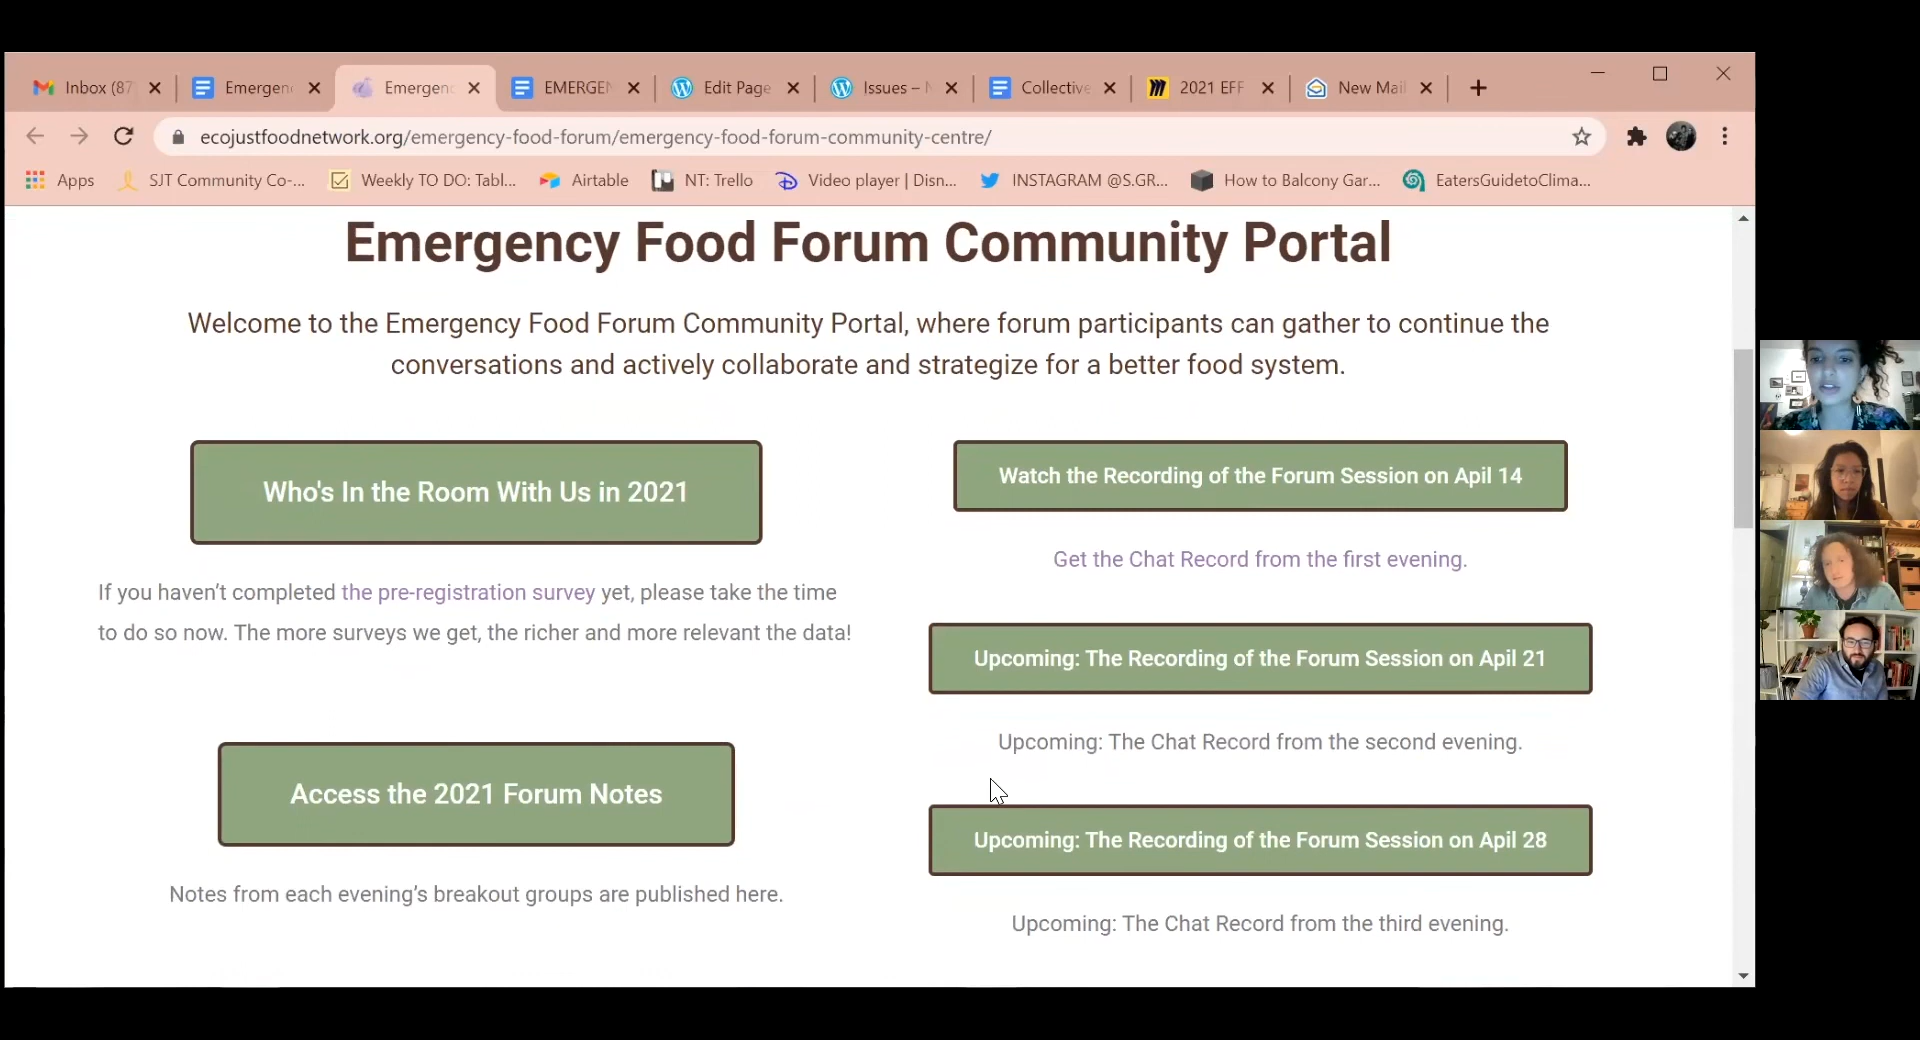 Inbox (87
Emergenc
Emergenc
EMERGEN
Edit Page
Issues – N
Collective
2021 EFF
New Mail
ecojustfoodnetwork.org/emergency-food-forum/emergency-food-forum-community-centre/
Apps
SJT Community Co-...
Weekly TO DO: Tabl...
Airtable
NT: Trello
Video player | Disn...
INSTAGRAM @S.GR...
How to Balcony Gar...
EatersGuidetoClima...
Emergency Food Forum Community Portal
Welcome to the Emergency Food Forum Community Portal, where forum participants can gather to continue the
conversations and actively collaborate and strategize for a better food system.
Who's In the Room With Us in 2021
If you haven’t completed the pre-registration survey yet, please take the time
to do so now. The more surveys we get, the richer and more relevant the data!
Access the 2021 Forum Notes
Notes from each evening’s breakout groups are published here.
Watch the Recording of the Forum Session on Apil 14
Get the Chat Record from the first evening.
Upcoming: The Recording of the Forum Session on Apil 21
Upcoming: The Chat Record from the second evening.
Upcoming: The Recording of the Forum Session on Apil 28
Upcoming: The Chat Record from the third evening.